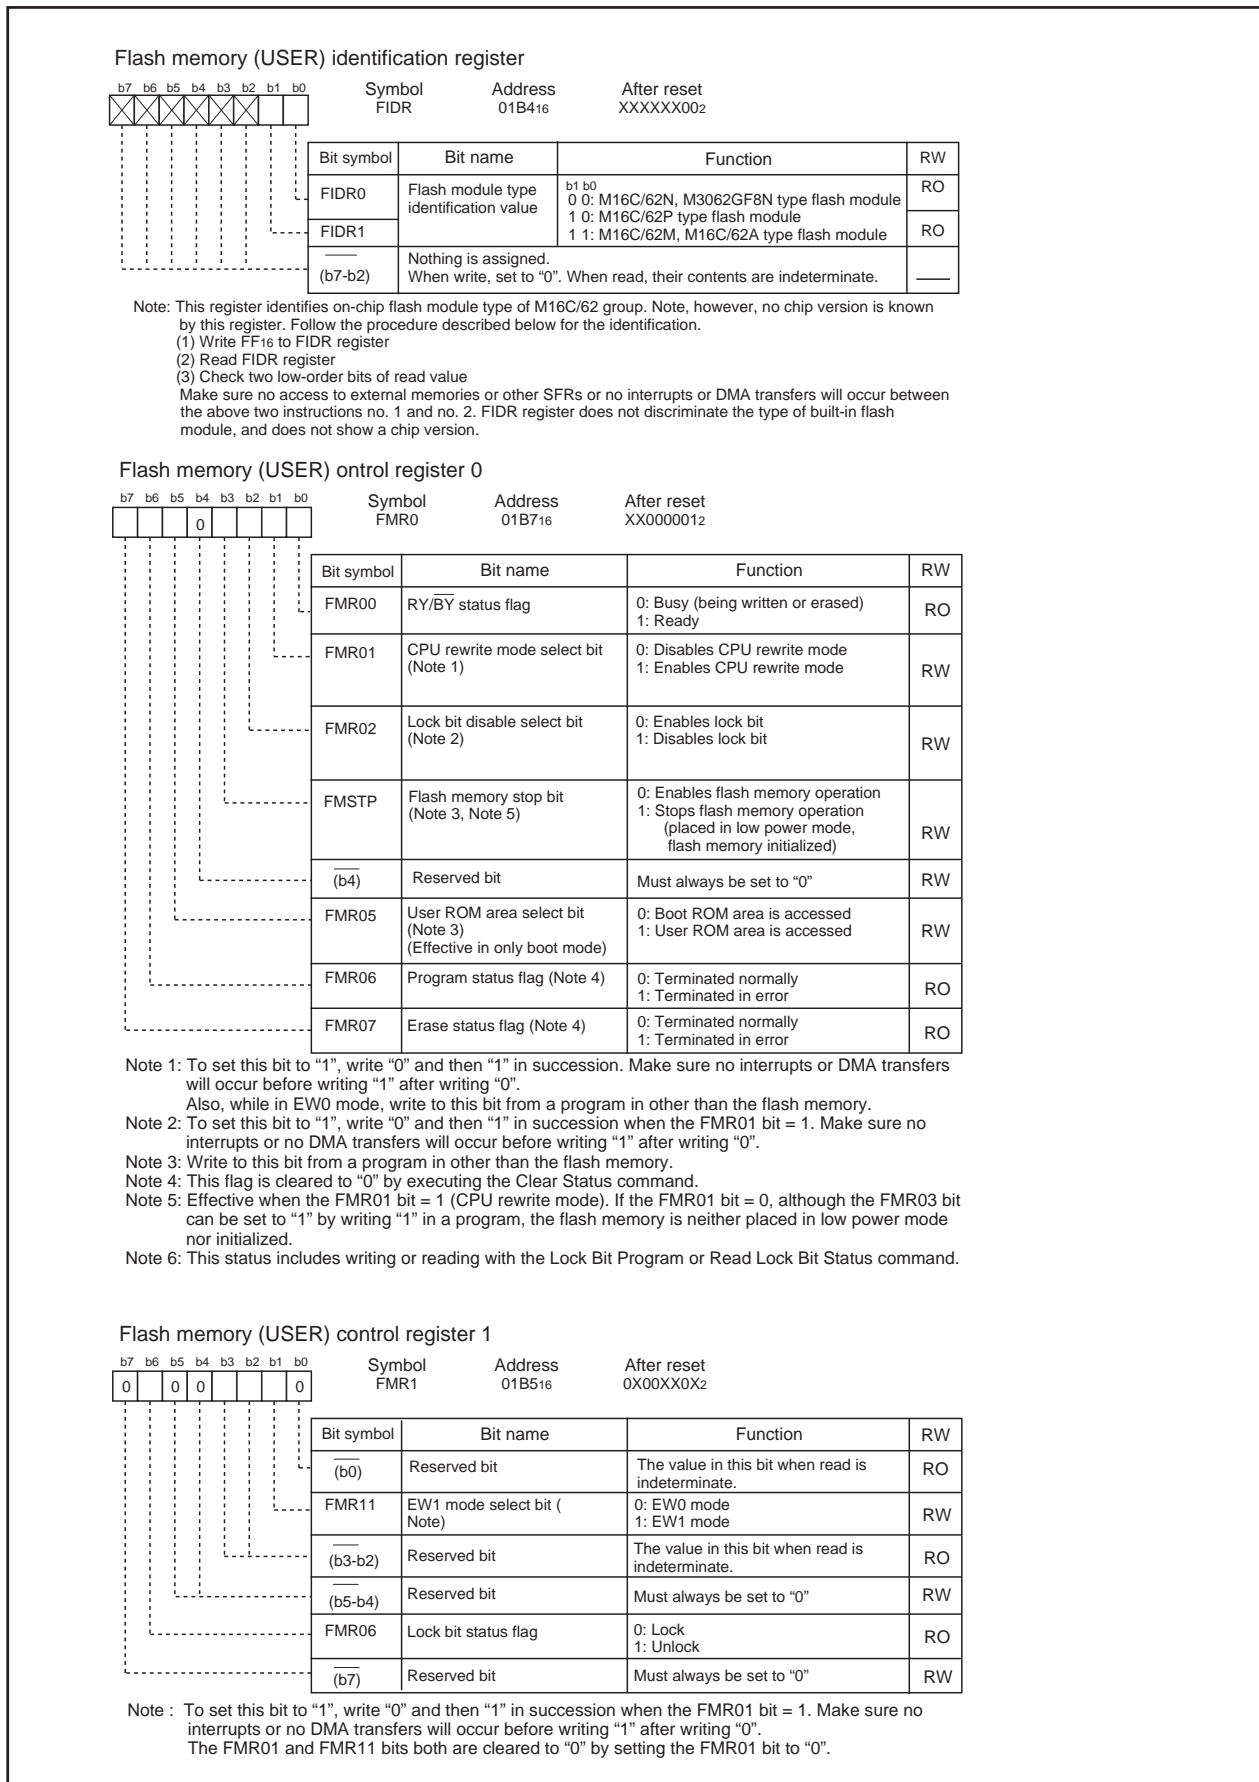 Flash memory (USER) identification register
b7 b6 b5 b4 b3 b2 b1 b0
Symbol Address After reset
FIDR 01B416 XXXXXX002
Bit symbol Bit name Function RW
FIDR0 Flash module type identification value b1 b0 RO
0 0: M16C/62N, M3062GF8N type flash module
1 0: M16C/62P type flash module
FIDR1 1 1: M16C/62M, M16C/62A type flash module RO
(b7-b2) Nothing is assigned.
When write, set to “0”. When read, their contents are indeterminate.
Note: This register identifies on-chip flash module type of M16C/62 group. Note, however, no chip version is known
by this register. Follow the procedure described below for the identification.
(1) Write FF16 to FIDR register
(2) Read FIDR register
(3) Check two low-order bits of read value
Make sure no access to external memories or other SFRs or no interrupts or DMA transfers will occur between
the above two instructions no. 1 and no. 2. FIDR register does not discriminate the type of built-in flash
module, and does not show a chip version.
Flash memory (USER) ontrol register 0
b7 b6 b5 b4 b3 b2 b1 b0
0
Symbol Address After reset
FMR0 01B716 XX0000012
Bit symbol Bit name Function RW
FMR00 RY/BY status flag 0: Busy (being written or erased) RO
1: Ready
FMR01 CPU rewrite mode select bit 0: Disables CPU rewrite mode
(Note 1) 1: Enables CPU rewrite mode RW
FMR02 Lock bit disable select bit 0: Enables lock bit
(Note 2) 1: Disables lock bit RW
FMSTP Flash memory stop bit 0: Enables flash memory operation
(Note 3, Note 5) 1: Stops flash memory operation
(placed in low power mode, RW
flash memory initialized)
(b4) Reserved bit Must always be set to “0” RW
FMR05 User ROM area select bit 0: Boot ROM area is accessed
(Note 3) 1: User ROM area is accessed RW
(Effective in only boot mode)
FMR06 Program status flag (Note 4) 0: Terminated normally RO
1: Terminated in error
FMR07 Erase status flag (Note 4) 0: Terminated normally RO
1: Terminated in error
Note 1: To set this bit to “1”, write “0” and then “1” in succession. Make sure no interrupts or DMA transfers
will occur before writing “1” after writing “0”.
Also, while in EW0 mode, write to this bit from a program in other than the flash memory.
Note 2: To set this bit to “1”, write “0” and then “1” in succession when the FMR01 bit = 1. Make sure no
interrupts or no DMA transfers will occur before writing “1” after writing “0”.
Note 3: Write to this bit from a program in other than the flash memory.
Note 4: This flag is cleared to “0” by executing the Clear Status command.
Note 5: Effective when the FMR01 bit = 1 (CPU rewrite mode). If the FMR01 bit = 0, although the FMR03 bit
can be set to “1” by writing “1” in a program, the flash memory is neither placed in low power mode
nor initialized.
Note 6: This status includes writing or reading with the Lock Bit Program or Read Lock Bit Status command.
Flash memory (USER) control register 1
b7 b6 b5 b4 b3 b2 b1 b0
0 0 0 0
Symbol Address After reset
FMR1 01B516 0X00XX0X2
Bit symbol Bit name Function RW
(b0) Reserved bit The value in this bit when read is RO
indeterminate.
FMR11 EW1 mode select bit ( 0: EW0 mode RW
Note) 1: EW1 mode
(b3-b2) Reserved bit The value in this bit when read is RO
indeterminate.
(b5-b4) Reserved bit Must always be set to “0” RW
FMR06 Lock bit status flag 0: Lock RO
1: Unlock
(b7) Reserved bit Must always be set to “0” RW
Note : To set this bit to “1”, write “0” and then “1” in succession when the FMR01 bit = 1. Make sure no
interrupts or no DMA transfers will occur before writing “1” after writing “0”.
The FMR01 and FMR11 bits both are cleared to “0” by setting the FMR01 bit to “0”.